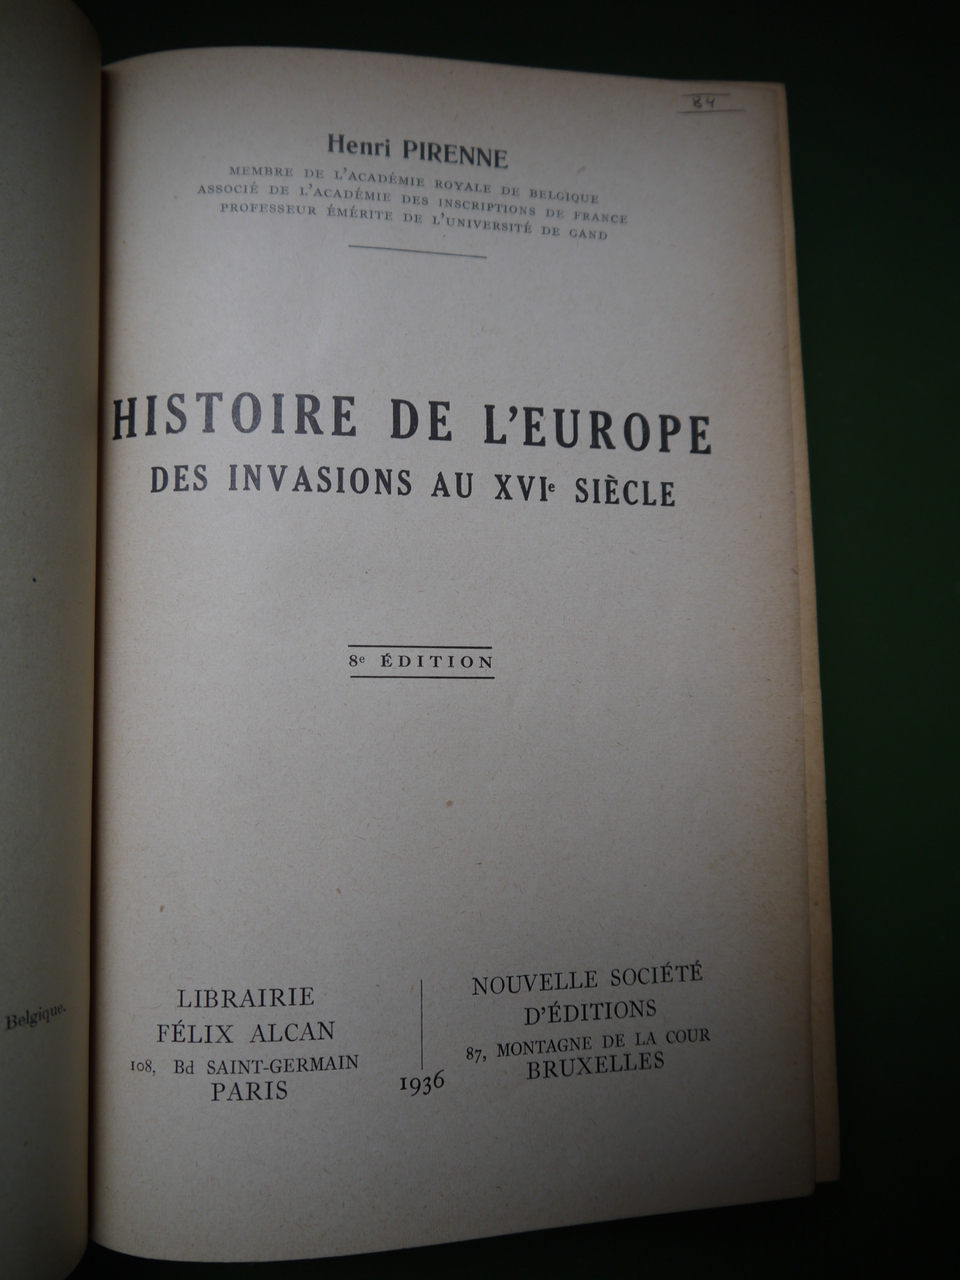 84
Henri PIRENNE
MEMBRE DE L'ACADÉMIE ROYALE DE BELGIQUE
ASSOCIÉ DE L'ACADÉMIE DES INSCRIPTIONS DE FRANCE
PROFESSEUR ÉMÉRITE DE L'UNIVERSITÉ DE GAND
HISTOIRE DE L'EUROPE
DES INVASIONS AU XVIe SIÈCLE
8e ÉDITION
LIBRAIRIE
FÉLIX ALCAN
108, Bd SAINT-GERMAIN
PARIS
1936
NOUVELLE SOCIÉTÉ
D'ÉDITIONS
87, MONTAGNE DE LA COUR
BRUXELLES
Belgique.